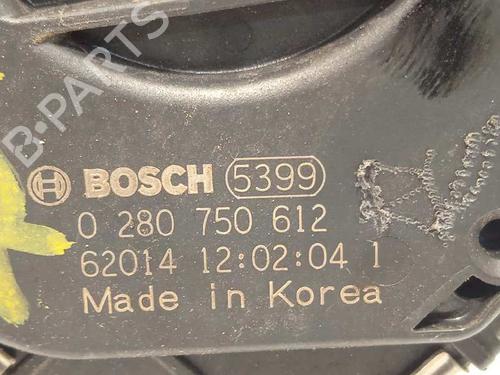 B-PARTS
BOSCH 5399
0 280 750 612
62014 12:02:04 1
Made in Korea